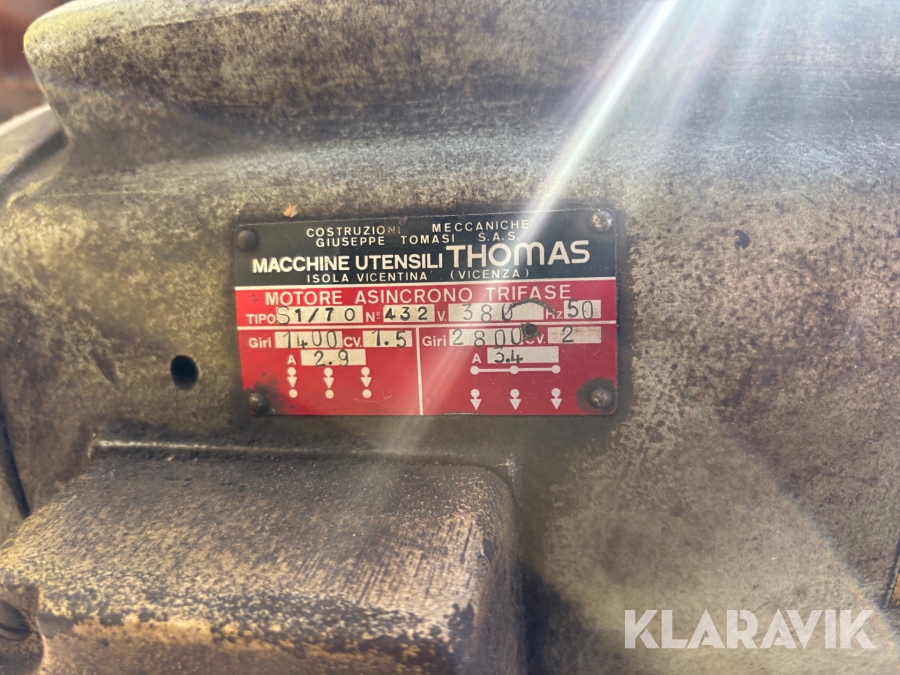 COSTRUZIONI MECCANICHE
GIUSEPPE TOMASI S.A.S.
MACCHINE UTENSILI THOMAS
ISOLA VICENTINA (VICENZA)
MOTORE ASINCRONO TRIFASE
TIPO S1/70 N° 432 V. 380 Hz 50
Giri 1400 CV. 1.5 Giri 2800 CV. 2
A 2.9 A 3.4
KLARAVIK